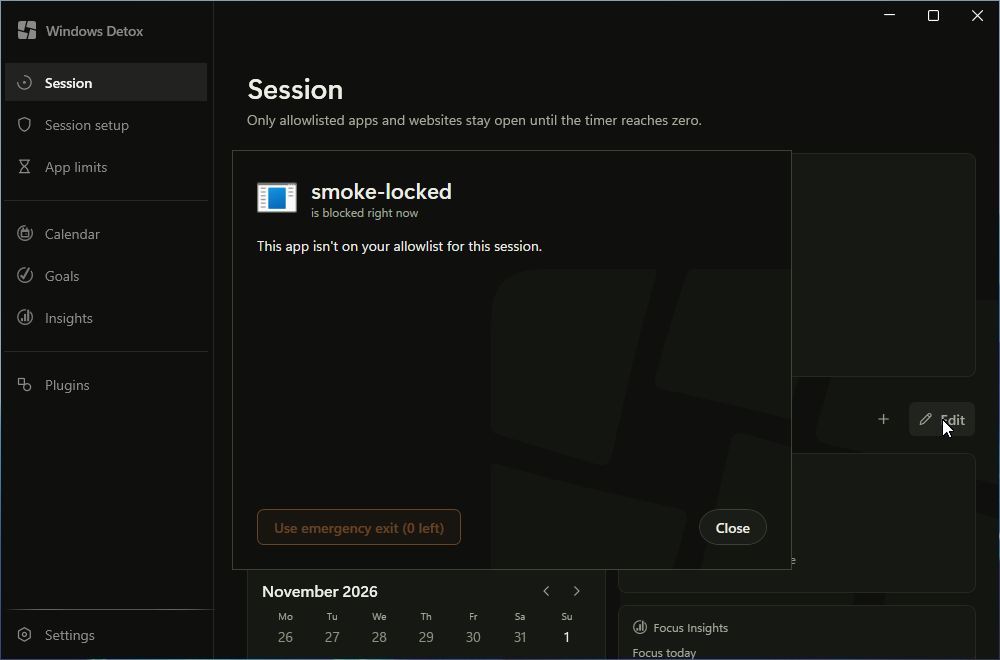 Windows Detox
Session
Session setup
App limits
Calendar
Goals
Insights
Plugins
Settings
Session
Only allowlisted apps and websites stay open until the timer reaches zero.
smoke-locked
is blocked right now
This app isn't on your allowlist for this session.
Use emergency exit (0 left)
Close
Edit
November 2026
Mo Tu We Th Fr Sa Su
26 27 28 29 30 31 1
Focus Insights
Focus today